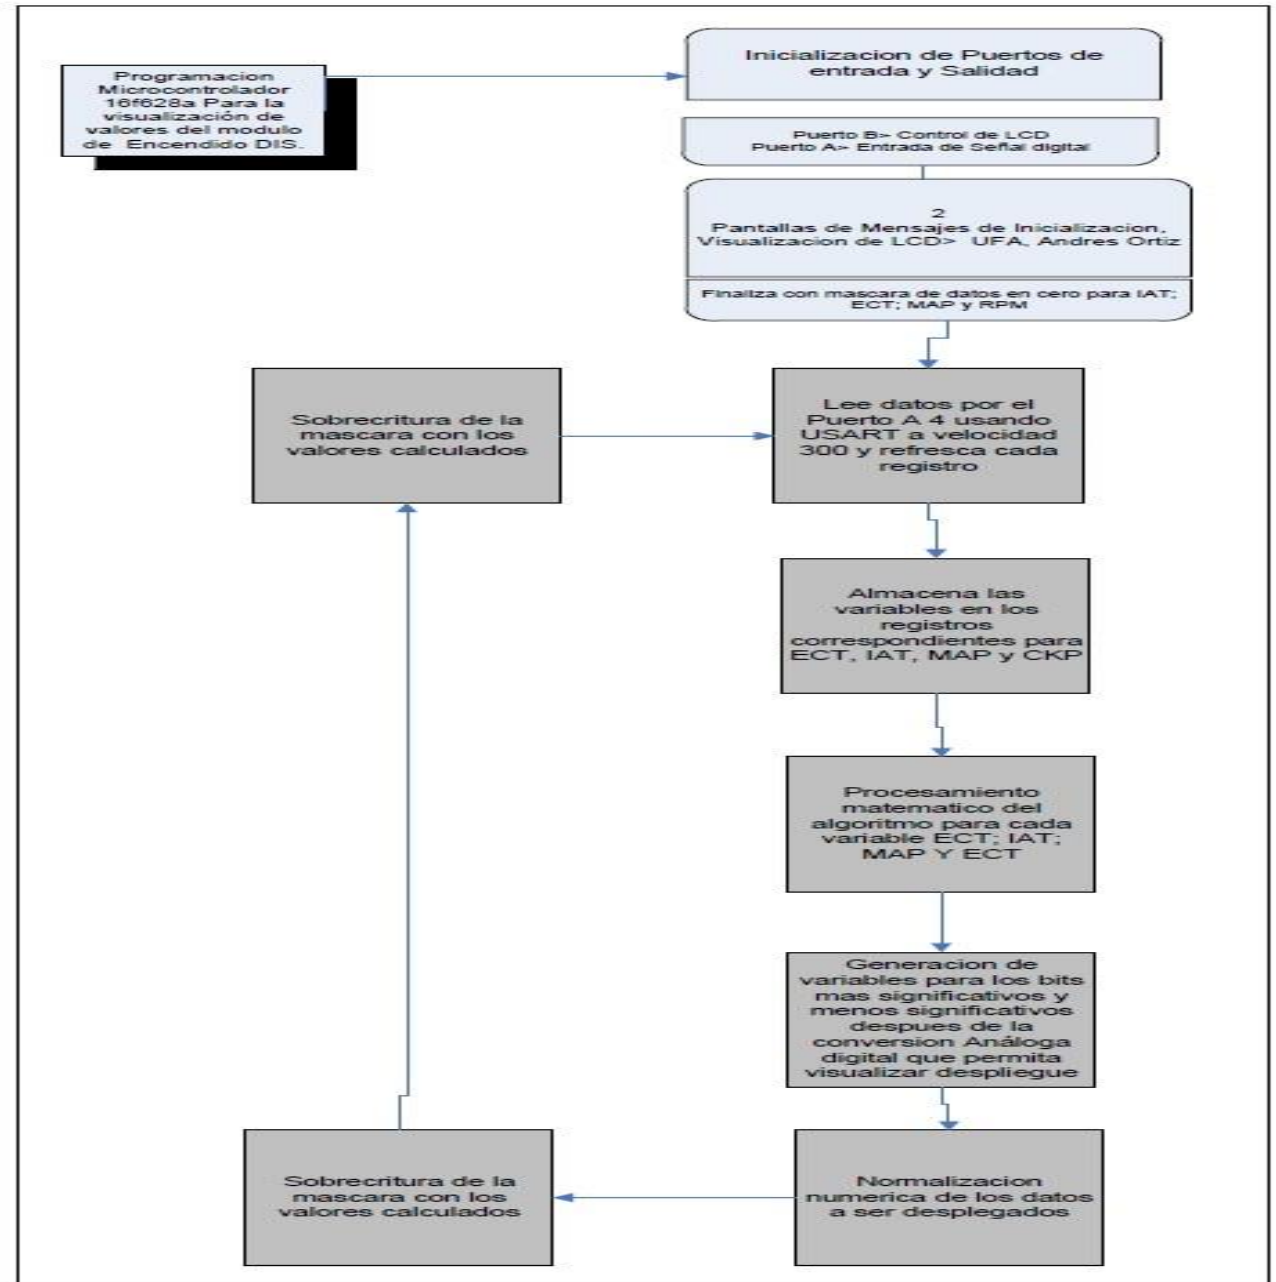 Programacion
Microcontrolador
16f628a Para la
visualización de
valores del modulo
de Encendido DIS.
Inicializacion de Puertos de
entrada y Salidad
Puerto B> Control de LCD
Puerto A> Entrada de Señal digital
2
Pantallas de Mensajes de Inicializacion,
Visualizacion de LCD> UFA, Andres Ortiz
Finaliza con mascara de datos en cero para IAT;
ECT; MAP y RPM
Sobrecritura de la
mascara con los
valores calculados
Lee datos por el
Puerto A 4 usando
USART a velocidad
300 y refresca cada
registro
Almacena las
variables en los
registros
correspondientes para
ECT, IAT, MAP y CKP
Procesamiento
matematico del
algoritmo para cada
variable ECT; IAT;
MAP Y ECT
Generacion de
variables para los bits
mas significativos y
menos significativos
despues de la
conversion Análoga
digital que permita
visualizar despliegue
Sobrecritura de la
mascara con los
valores calculados
Normalizacion
numerica de los datos
a ser desplegados